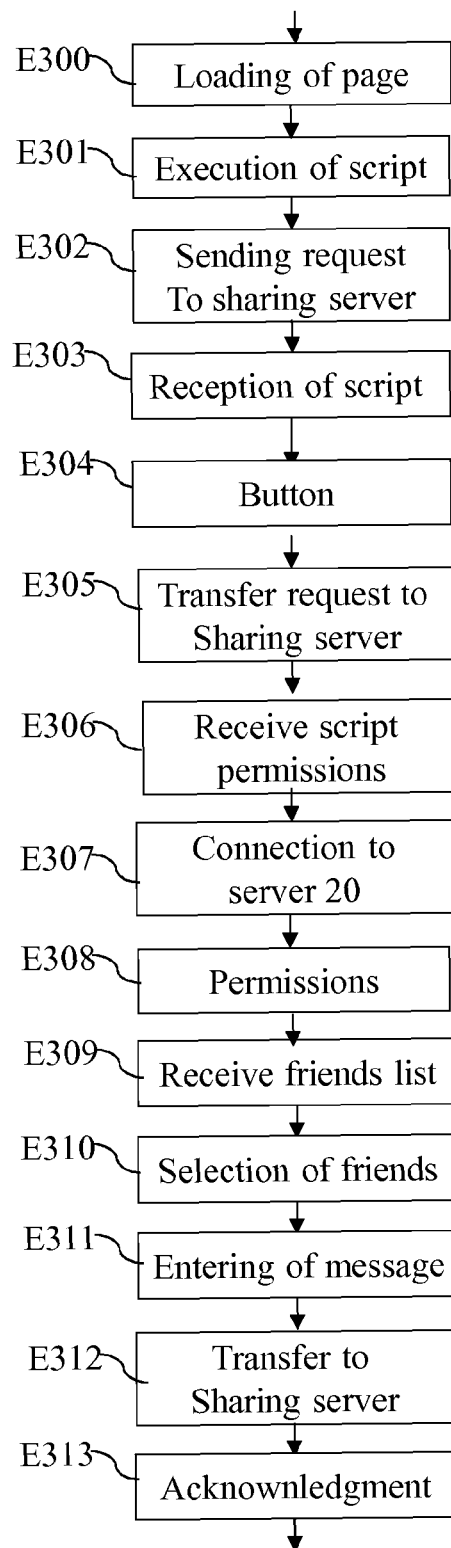 E300
Loading of page
E301
Execution of script
E302
Sending request
To sharing server
E303
Reception of script
E304
Button
E305
Transfer request to
Sharing server
E306
Receive script
permissions
E307
Connection to
server 20
E308
Permissions
E309
Receive friends list
E310
Selection of friends
E311
Entering of message
E312
Transfer to
Sharing server
E313
Acknownledgment